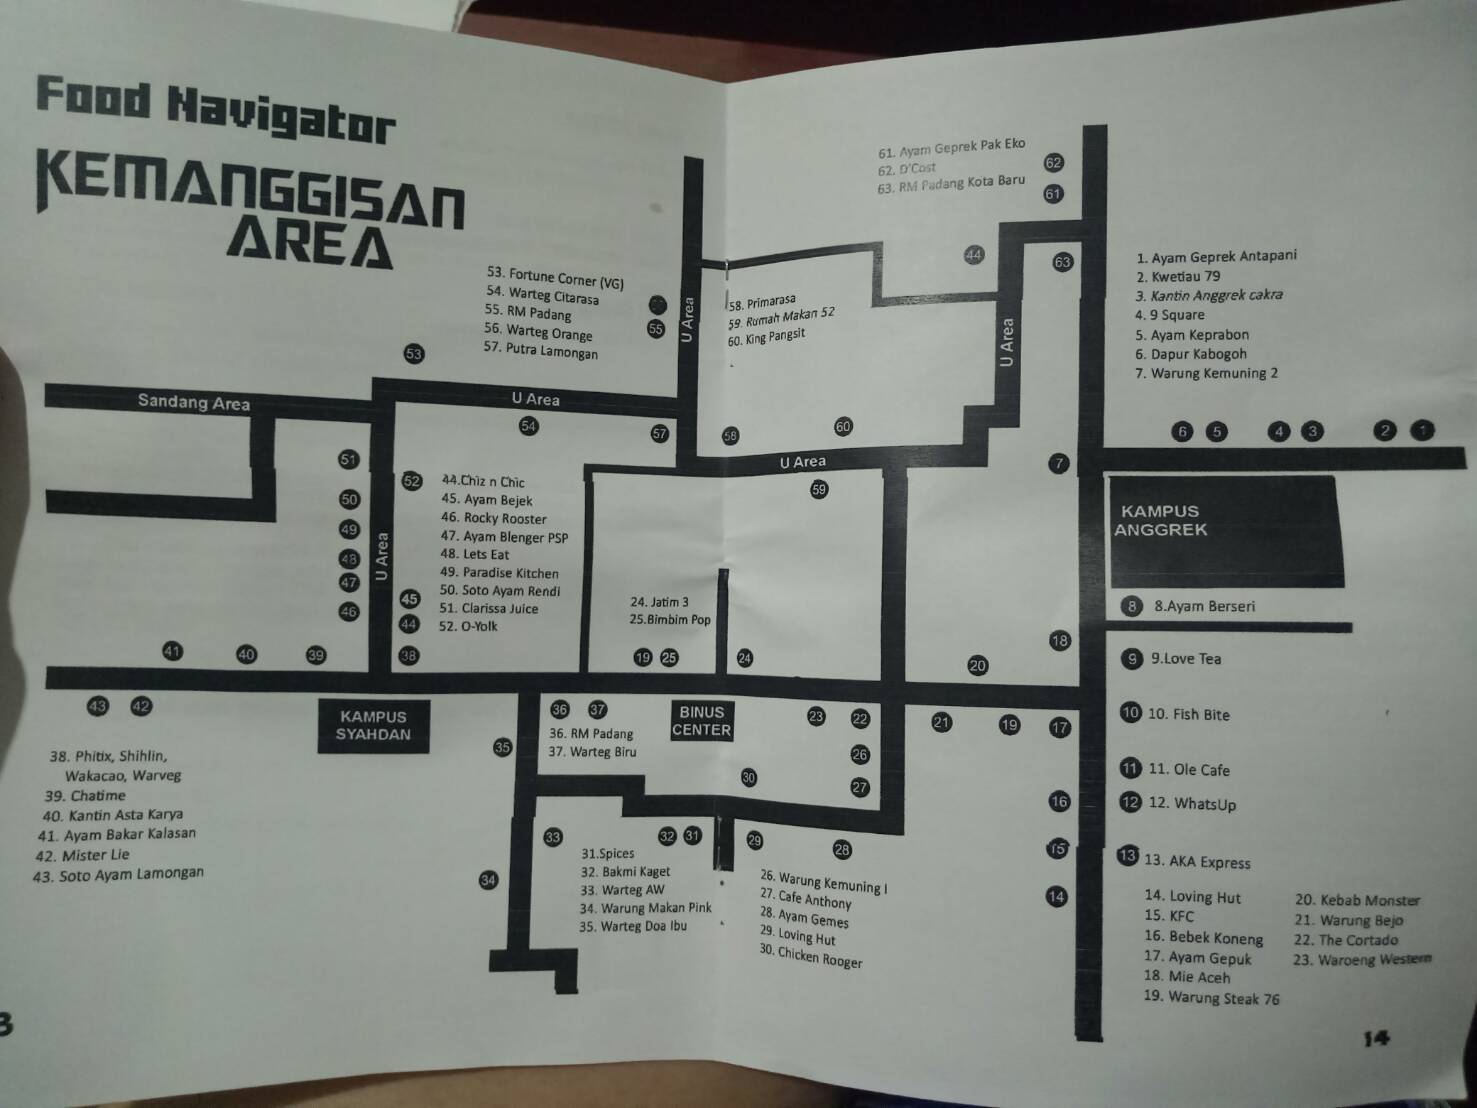 Food Navigator
KEMANGGISAN
AREA
53. Fortune Corner (VG)
54. Warteg Citarasa
55. RM Padang
56. Warteg Orange
57. Putra Lamongan
61. Ayam Geprek Pak Eko
62. D'Cost
63. RM Padang Kota Baru
62
61
44
63
58. Primarasa
59. Rumah Makan 52
60. King Pangsit
1. Ayam Geprek Antapani
2. Kwetiau 79
3. Kantin Anggrek cakra
4. 9 Square
5. Ayam Keprabon
6. Dapur Kabogoh
7. Warung Kemuning 2
55
U Area
U Area
53
Sandang Area
U Area
54
57
58
60
6
5
4
3
2
1
U Area
59
7
51
52
50
49
48
47
46
U Area
45
44
38
44.Chiz n Chic
45. Ayam Bejek
46. Rocky Rooster
47. Ayam Blenger PSP
48. Lets Eat
49. Paradise Kitchen
50. Soto Ayam Rendi
51. Clarissa Juice
52. O-Yolk
KAMPUS
ANGGREK
24. Jatim 3
25.Bimbim Pop
8
8.Ayam Berseri
41
40
39
19
25
24
20
18
9
9.Love Tea
43
42
KAMPUS
SYAHDAN
36
37
36. RM Padang
37. Warteg Biru
BINUS
CENTER
23
22
21
19
17
10
10. Fish Bite
35
26
30
27
11
11. Ole Cafe
16
12
12. WhatsUp
38. Phitix, Shihlin,
Wakacao, Warveg
39. Chatime
40. Kantin Asta Karya
41. Ayam Bakar Kalasan
42. Mister Lie
43. Soto Ayam Lamongan
33
32
31
29
28
15
13
13. AKA Express
34
14
31.Spices
32. Bakmi Kaget
33. Warteg AW
34. Warung Makan Pink
35. Warteg Doa Ibu
26. Warung Kemuning I
27. Cafe Anthony
28. Ayam Gemes
29. Loving Hut
30. Chicken Rooger
14. Loving Hut
15. KFC
16. Bebek Koneng
17. Ayam Gepuk
18. Mie Aceh
19. Warung Steak 76
20. Kebab Monster
21. Warung Bejo
22. The Cortado
23. Waroeng Western
3
14